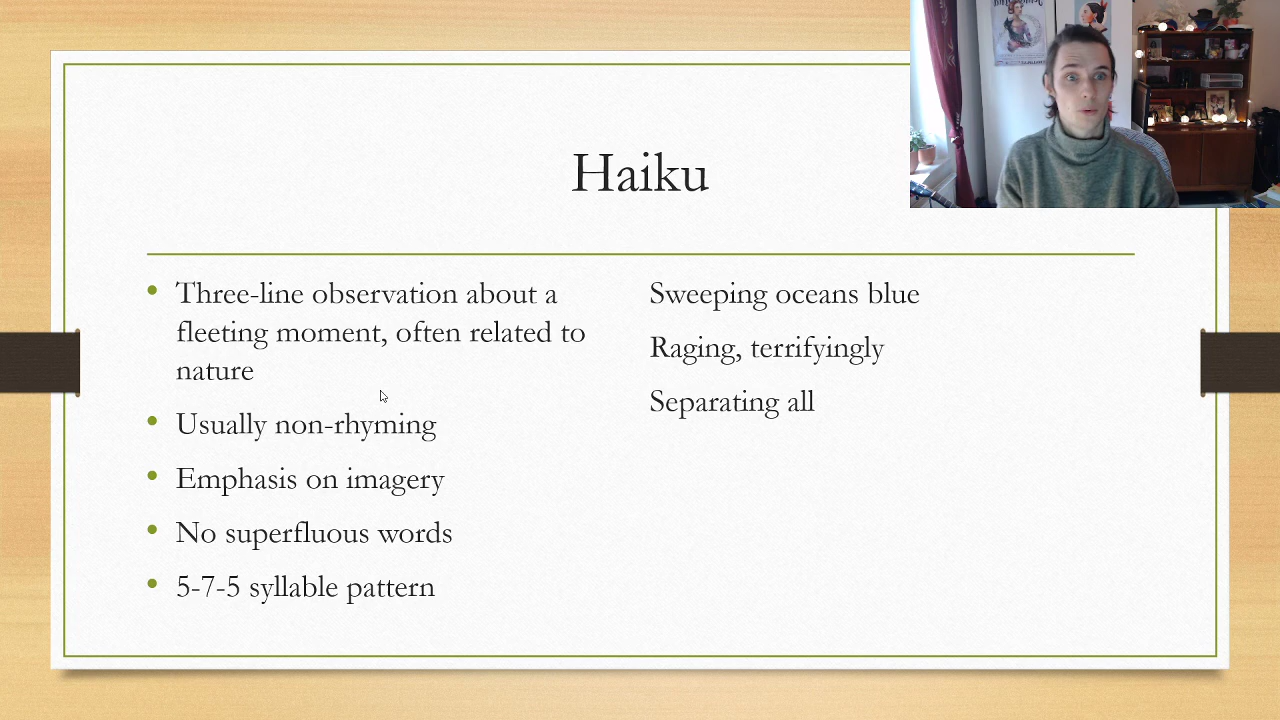 Haiku
Three-line observation about a
fleeting moment, often related to
nature
Usually non-rhyming
Emphasis on imagery
No superfluous words
5-7-5 syllable pattern
Sweeping oceans blue
Raging, terrifyingly
Separating all